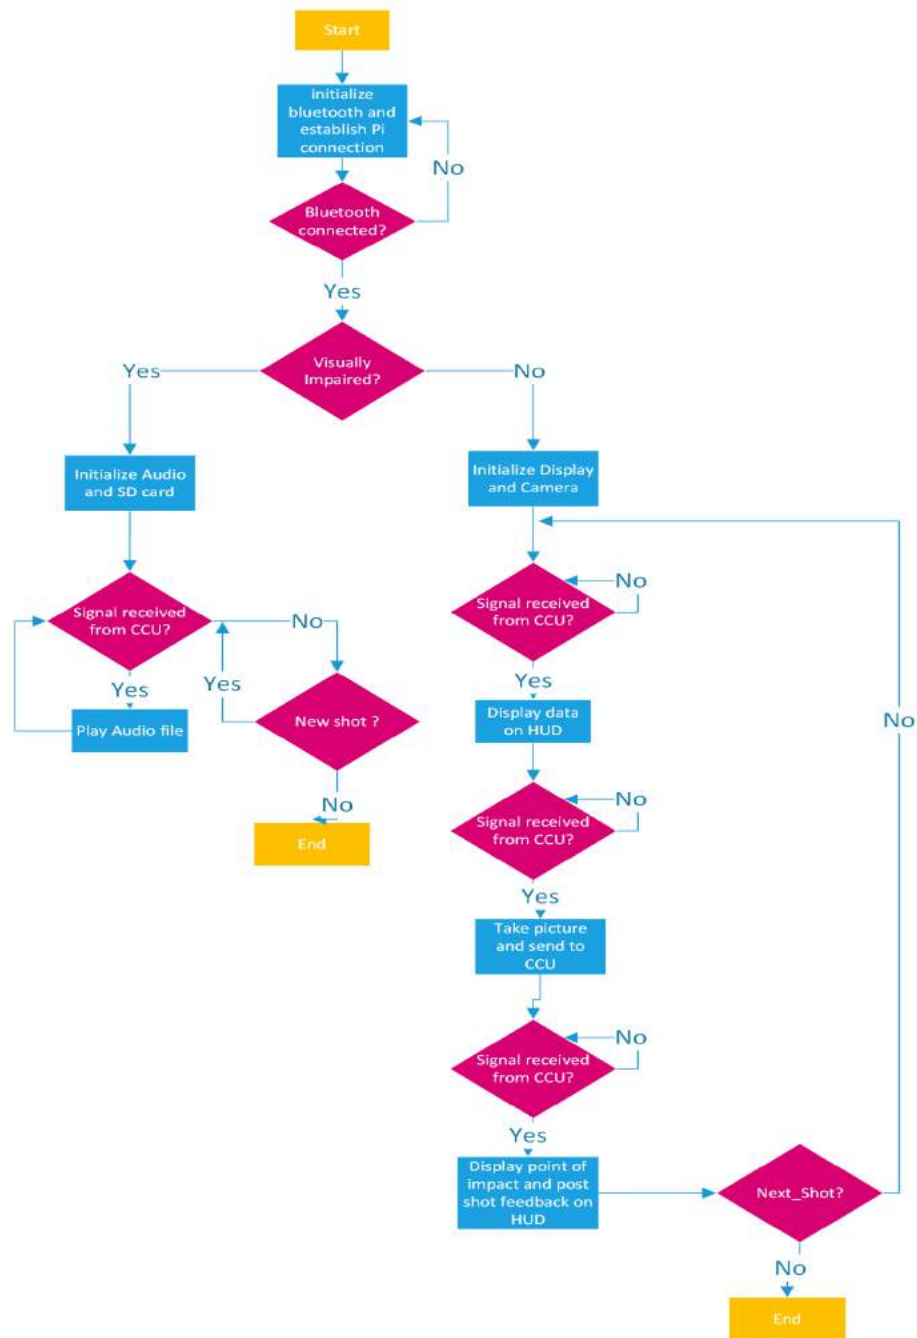 Start
initialize
bluetooth and
establish Pi
connection
No
Bluetooth
connected?
Yes
Visually
Impaired?
Yes
No
Initialize Audio
and SD card
Initialize Display
and Camera
Signal received
from CCU?
No
Yes
Yes
Play Audio file
New shot ?
No
End
Signal received
from CCU?
No
Yes
Display data
on HUD
No
Signal received
from CCU?
No
Yes
Take picture
and send to
CCU
Signal received
from CCU?
No
Yes
Display point of
impact and post
shot feedback on
HUD
Next_Shot?
No
End